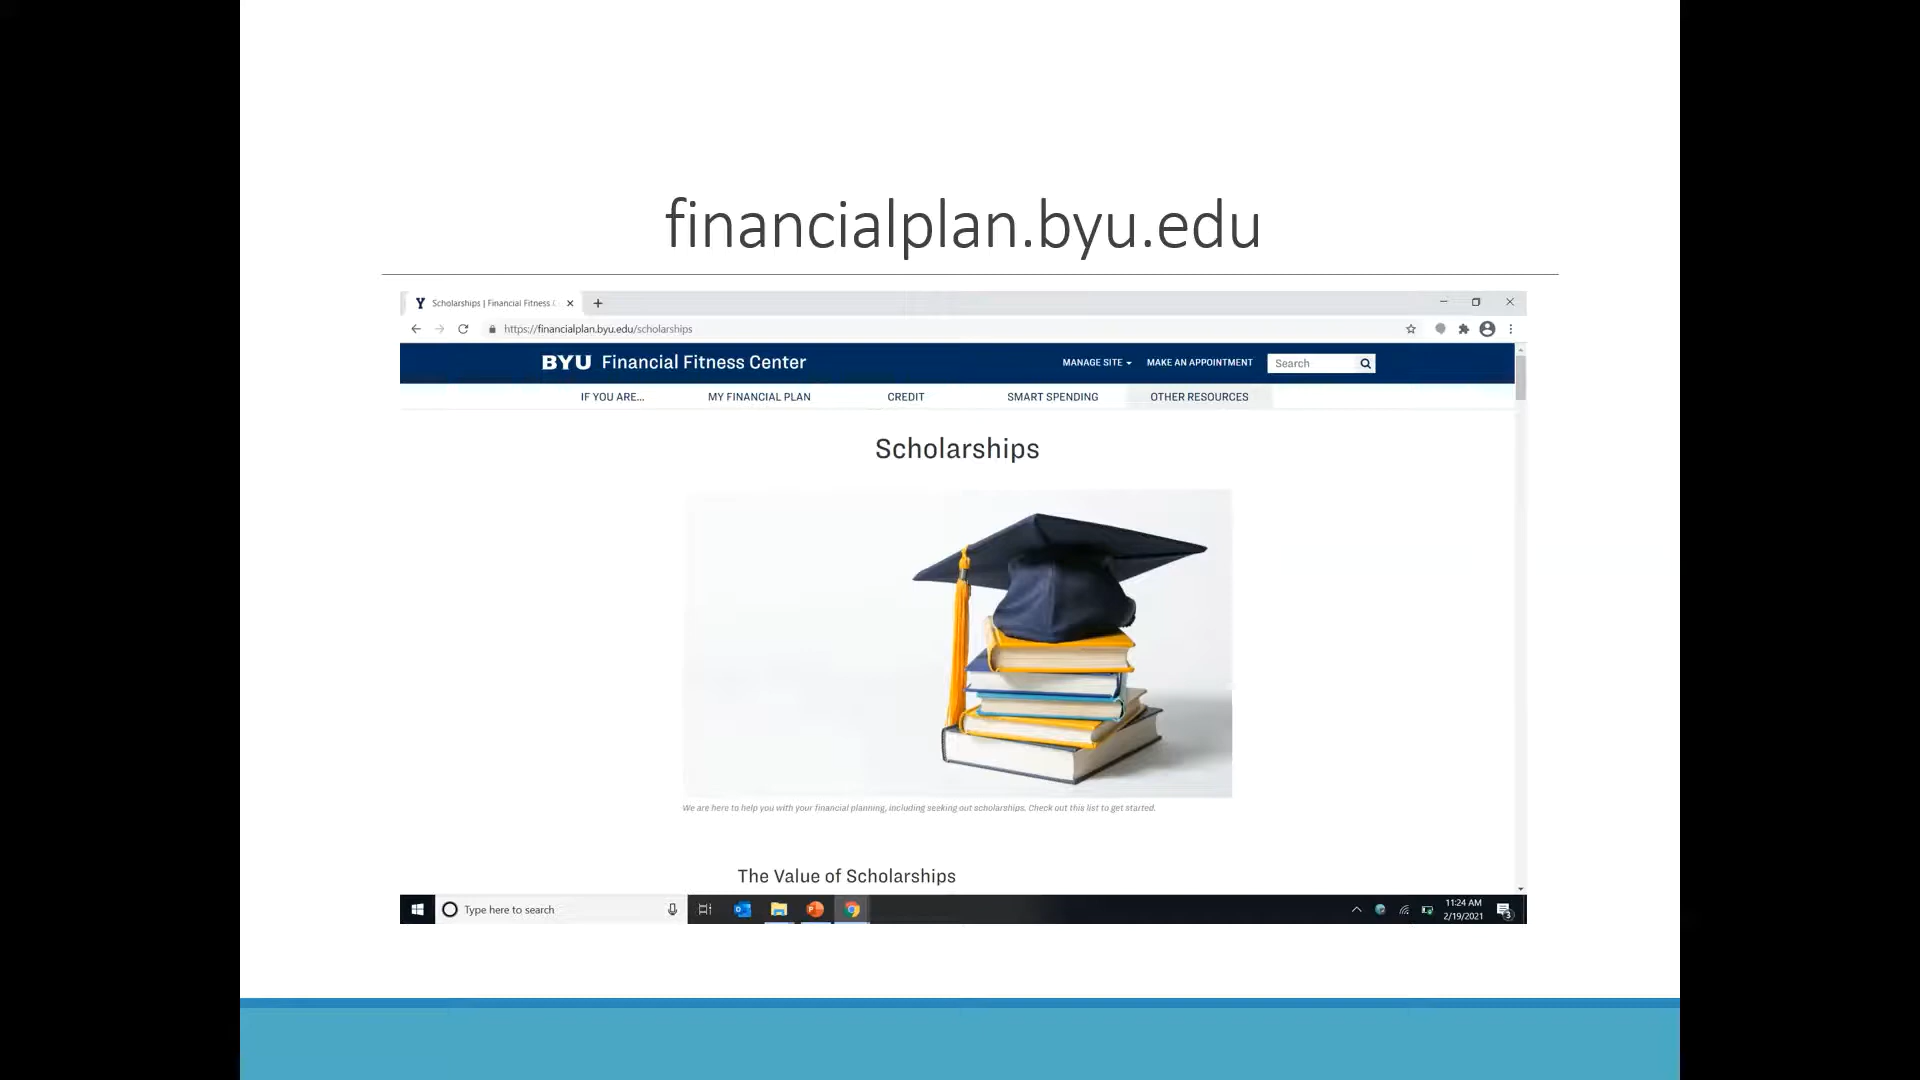 financialplan.byu.edu
Scholarships | Financial Fitness C
https://financialplan.byu.edu/scholarships
BYU Financial Fitness Center
MANAGE SITE
MAKE AN APPOINTMENT
Search
IF YOU ARE...
MY FINANCIAL PLAN
CREDIT
SMART SPENDING
OTHER RESOURCES
Scholarships
We are here to help you with your financial planning, including seeking out scholarships. Check out this list to get started.
The Value of Scholarships
Type here to search
11:24 AM
2/19/2021
3